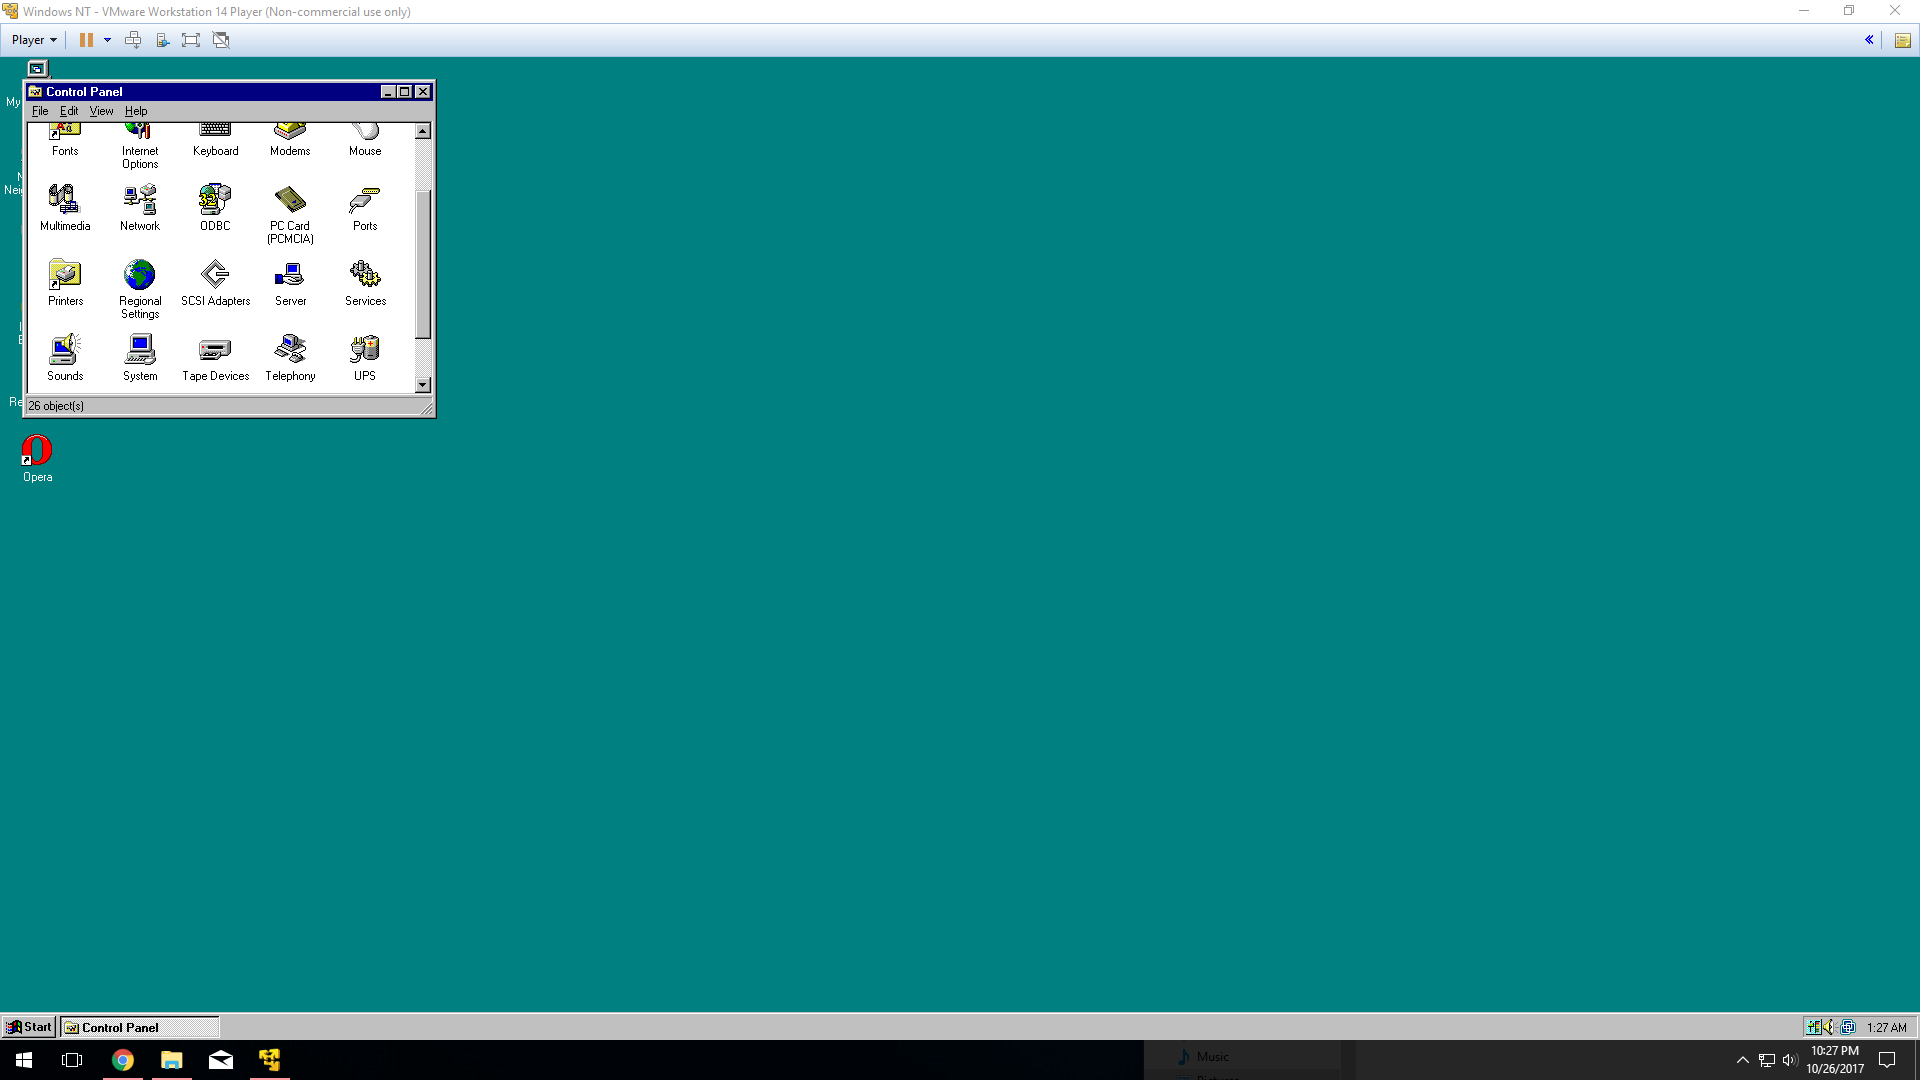 Windows NT - VMware Workstation 14 Player (Non-commercial use only)
Player
My
Control Panel
File Edit View Help
Fonts Internet Options Keyboard Modems Mouse
Nei
Multimedia Network ODBC PC Card (PCMCIA) Ports
Printers Regional Settings SCSI Adapters Server Services
Sounds System Tape Devices Telephony UPS
Re
26 object(s)
Opera
Start Control Panel 1:27 AM
Music
10:27 PM
10/26/2017